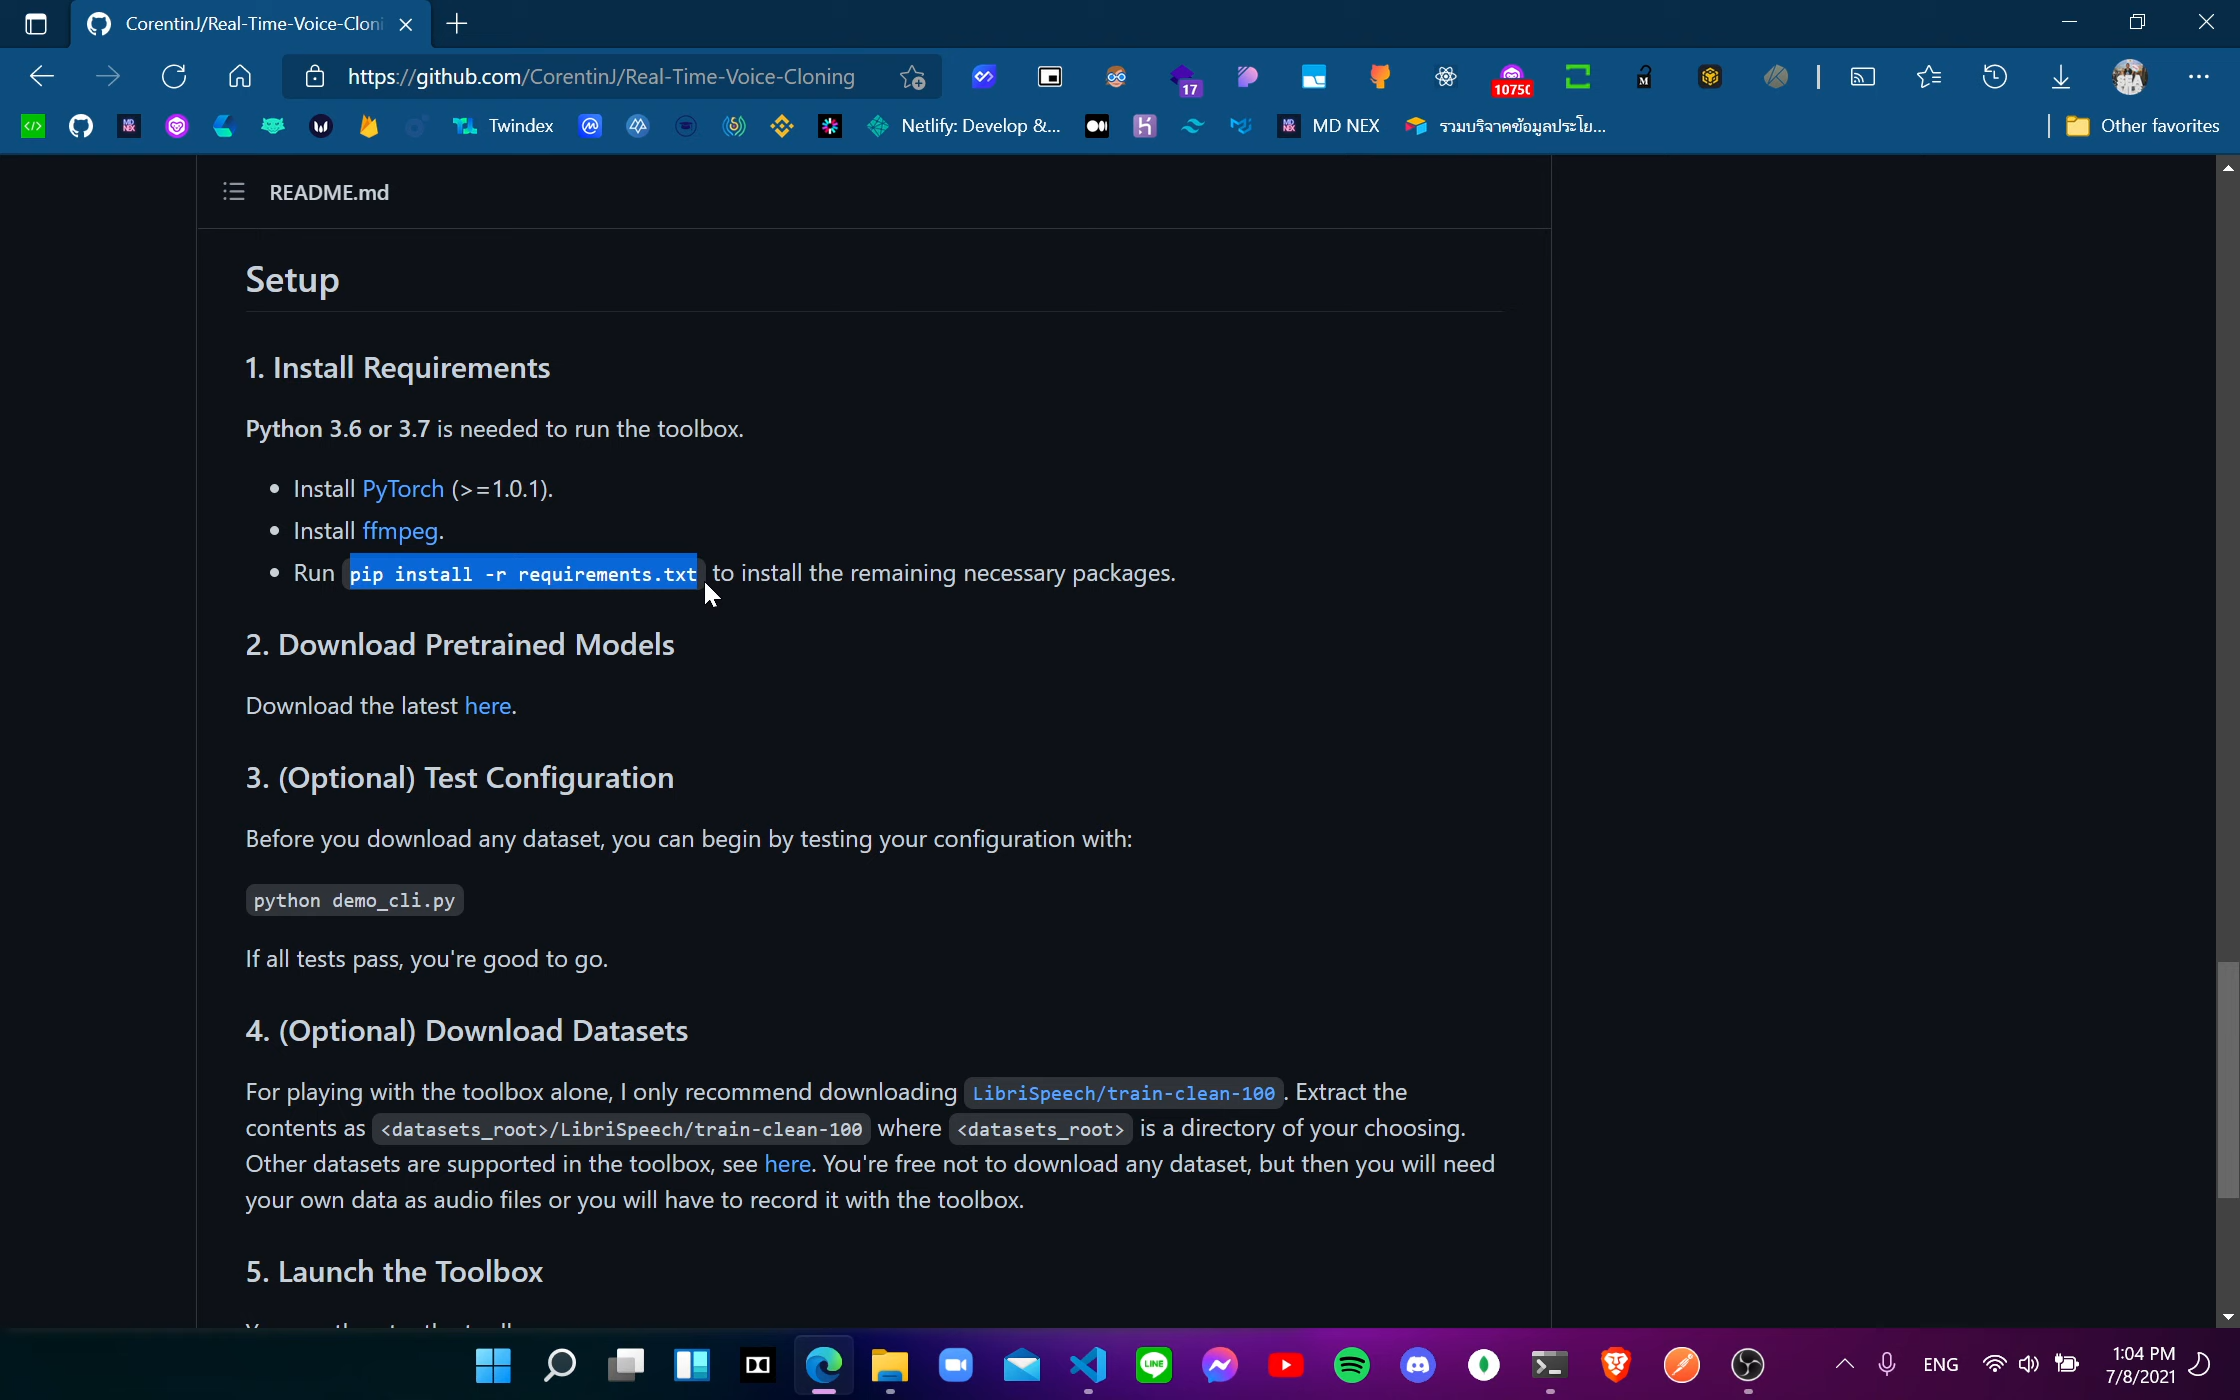 CorentinJ/Real-Time-Voice-Cloni
https://github.com/CorentinJ/Real-Time-Voice-Cloning
17
1075
M
Twindex
Netlify: Develop &...
MD NEX
รวมบริจาคข้อมูลประโย...
Other favorites
README.md
Setup
1. Install Requirements
Python 3.6 or 3.7 is needed to run the toolbox.
• Install PyTorch (>=1.0.1).
• Install ffmpeg.
• Run pip install -r requirements.txt to install the remaining necessary packages.
2. Download Pretrained Models
Download the latest here.
3. (Optional) Test Configuration
Before you download any dataset, you can begin by testing your configuration with:
python demo_cli.py
If all tests pass, you're good to go.
4. (Optional) Download Datasets
For playing with the toolbox alone, I only recommend downloading LibriSpeech/train-clean-100. Extract the
contents as <datasets_root>/LibriSpeech/train-clean-100 where <datasets_root> is a directory of your choosing.
Other datasets are supported in the toolbox, see here. You're free not to download any dataset, but then you will need
your own data as audio files or you will have to record it with the toolbox.
5. Launch the Toolbox
LINE
ENG
1:04 PM
7/8/2021